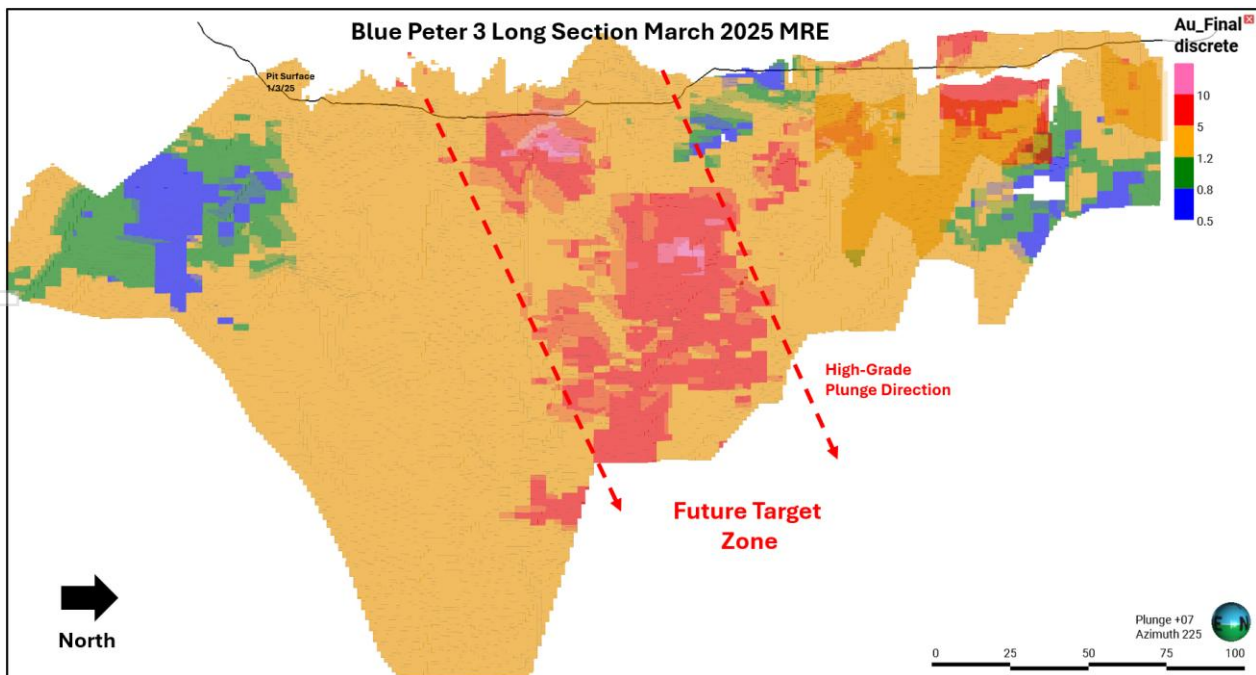 Blue Peter 3 Long Section March 2025 MRE
Au_Final
discrete
10
5
1.2
0.8
0.5
Pit Surface
1/3/25
High-Grade
Plunge Direction
Future Target
Zone
North
Plunge +07
Azimuth 225
E N
0 25 50 75 100